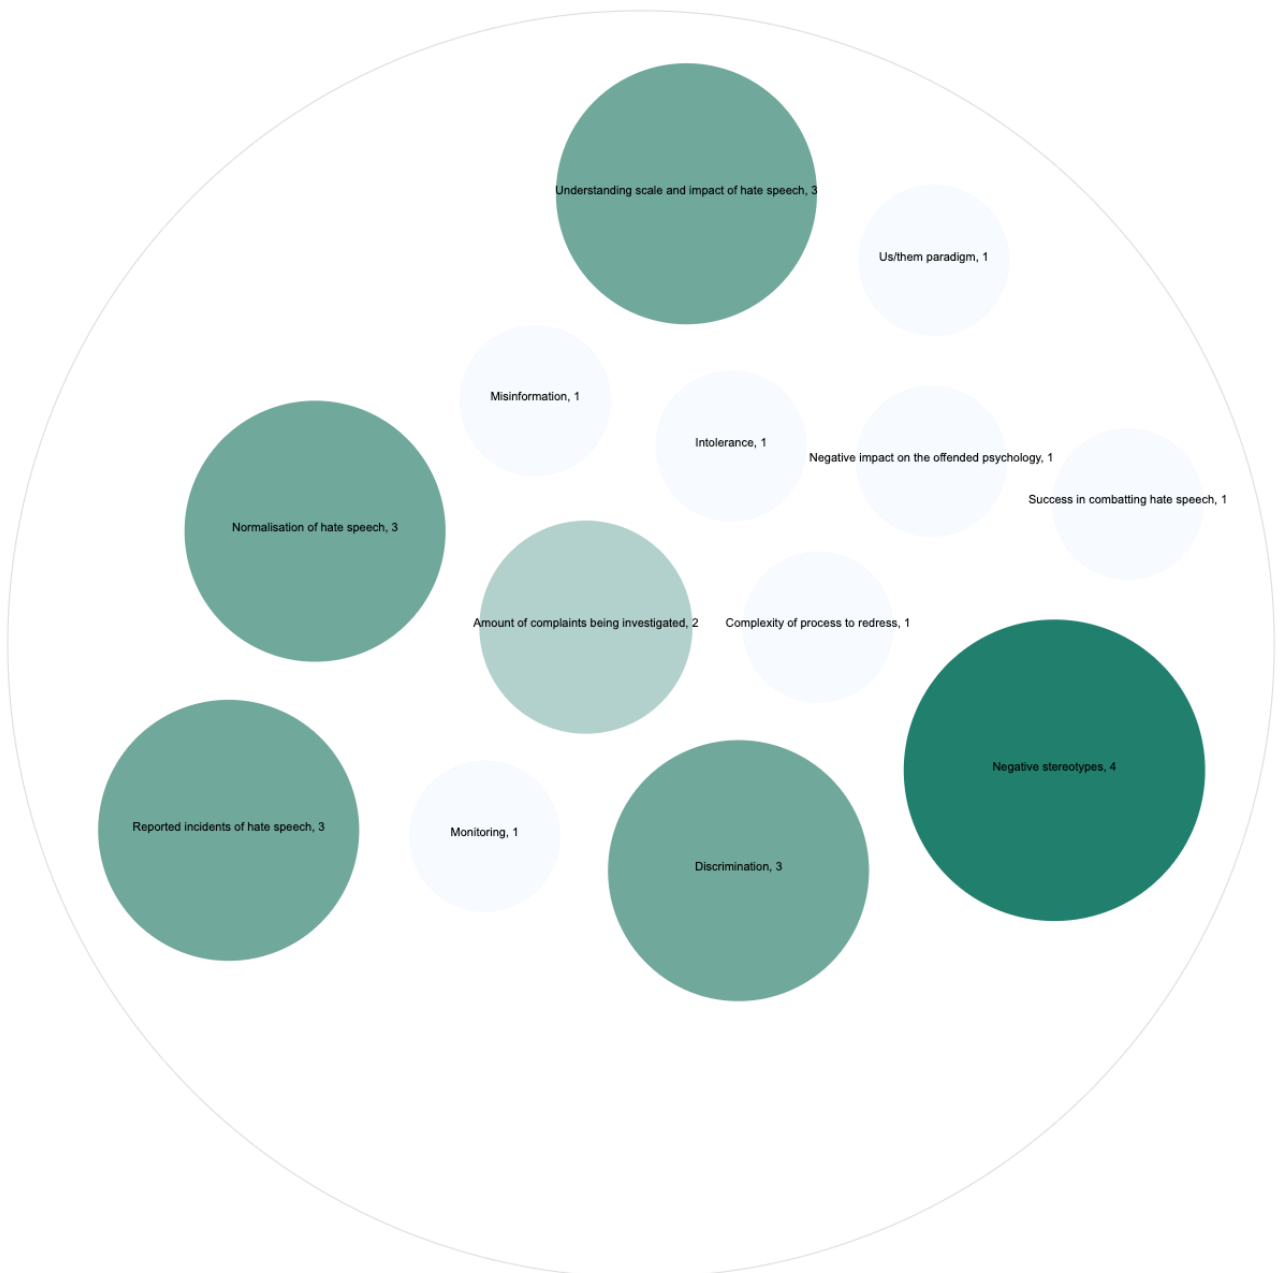 Understanding scale and impact of hate speech, 3
Us/them paradigm, 1
Misinformation, 1
Intolerance, 1
Negative impact on the offended psychology, 1
Success in combatting hate speech, 1
Normalisation of hate speech, 3
Amount of complaints being investigated, 2
Complexity of process to redress, 1
Negative stereotypes, 4
Reported incidents of hate speech, 3
Monitoring, 1
Discrimination, 3